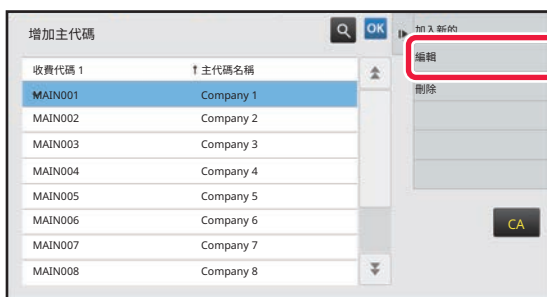 增加主代碼
OK
加入新的
編輯
收費代碼 1 主代碼名稱
刪除
MAIN001 Company 1
MAIN002 Company 2
MAIN003 Company 3
MAIN004 Company 4
MAIN005 Company 5
MAIN006 Company 6
CA
MAIN007 Company 7
MAIN008 Company 8